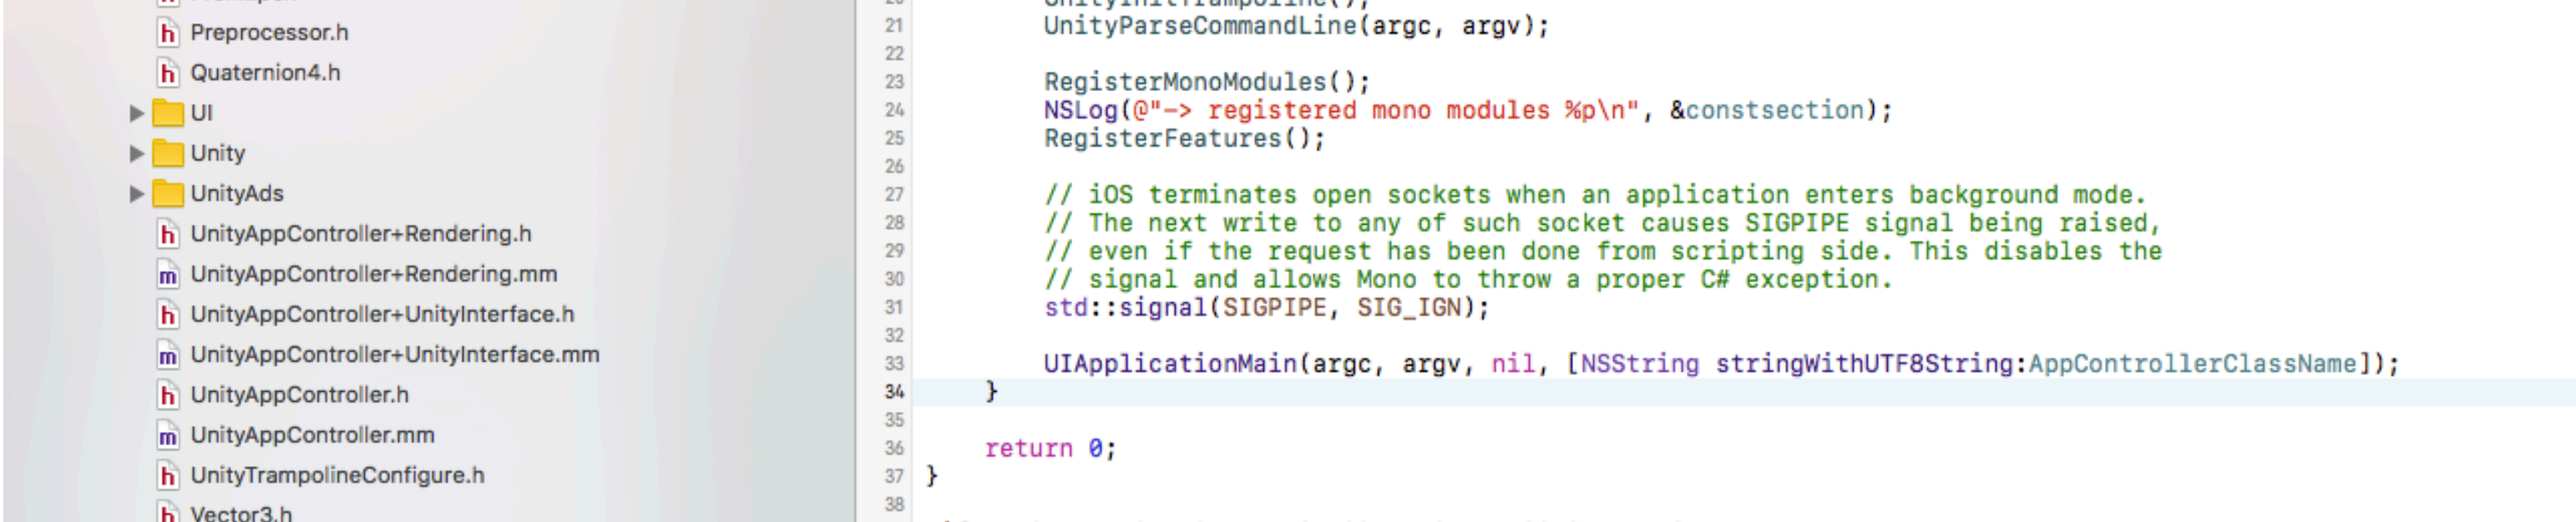 Preprocessor.h
Quaternion4.h
UI
Unity
UnityAds
UnityAppController+Rendering.h
UnityAppController+Rendering.mm
UnityAppController+UnityInterface.h
UnityAppController+UnityInterface.mm
UnityAppController.h
UnityAppController.mm
UnityTrampolineConfigure.h
Vector3.h
20 UnityInitTrampoline();
21 UnityParseCommandLine(argc, argv);
22
23 RegisterMonoModules();
24 NSLog(@"-> registered mono modules %p\n", &constsection);
25 RegisterFeatures();
26
27 // iOS terminates open sockets when an application enters background mode.
28 // The next write to any of such socket causes SIGPIPE signal being raised,
29 // even if the request has been done from scripting side. This disables the
30 // signal and allows Mono to throw a proper C# exception.
31 std::signal(SIGPIPE, SIG_IGN);
32
33 UIApplicationMain(argc, argv, nil, [NSString stringWithUTF8String:AppControllerClassName]);
34 }
35
36 return 0;
37 }
38